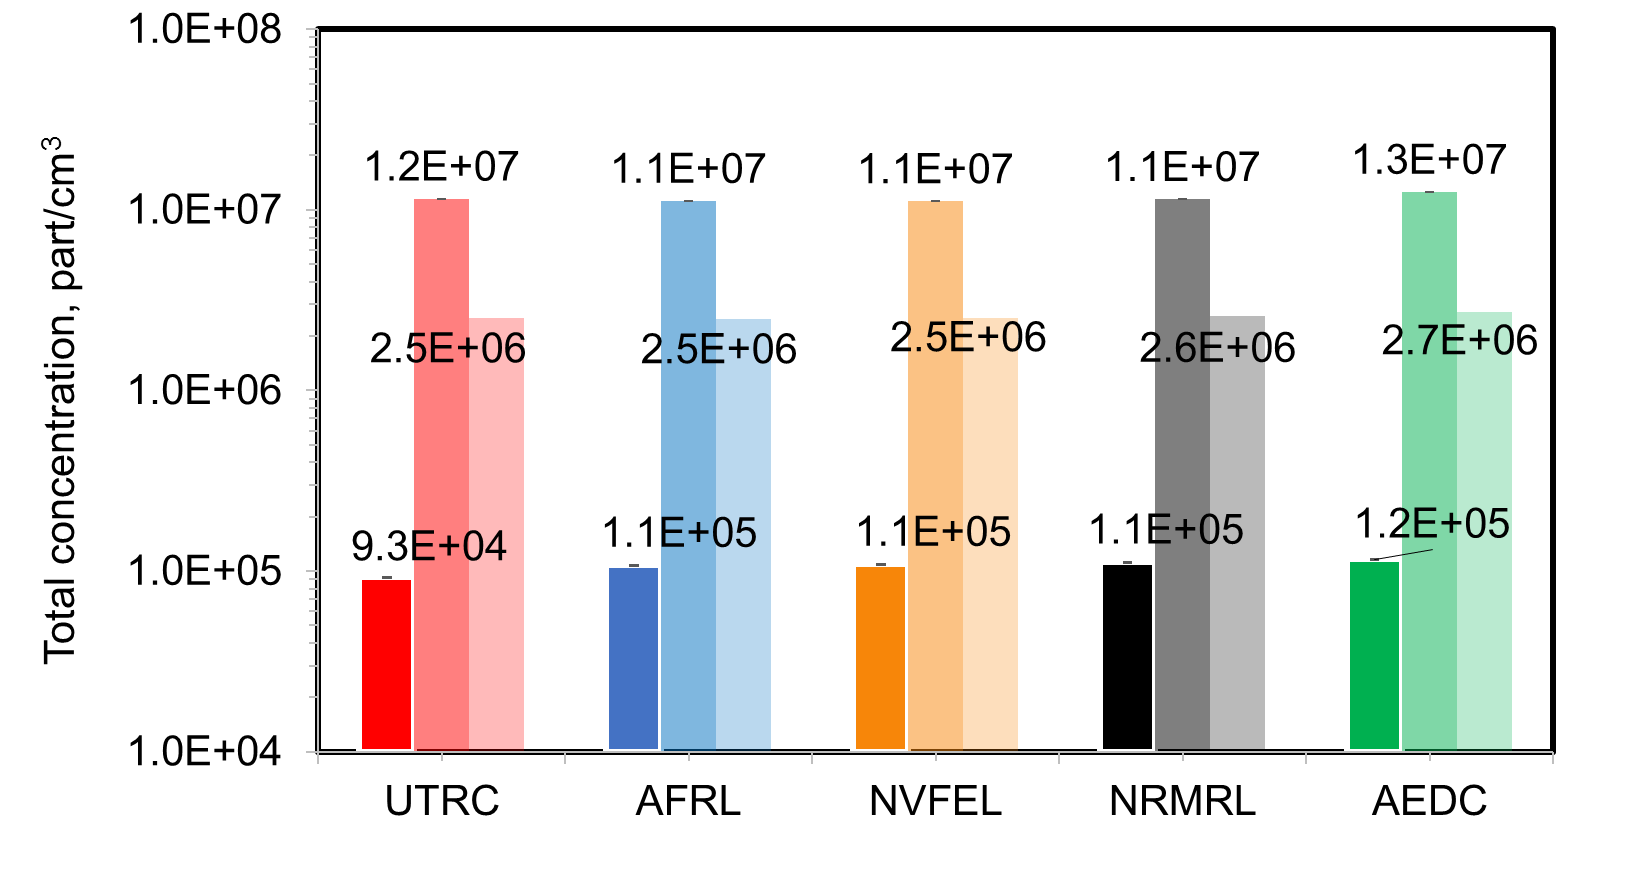 1.0E+08
1.0E+07
1.0E+06
1.0E+05
1.0E+04
Total concentration, part/cm³
1.2E+07
1.1E+07
1.1E+07
1.1E+07
1.3E+07
2.5E+06
2.5E+06
2.5E+06
2.6E+06
2.7E+06
9.3E+04
1.1E+05
1.1E+05
1.1E+05
1.2E+05
UTRC
AFRL
NVFEL
NRMRL
AEDC